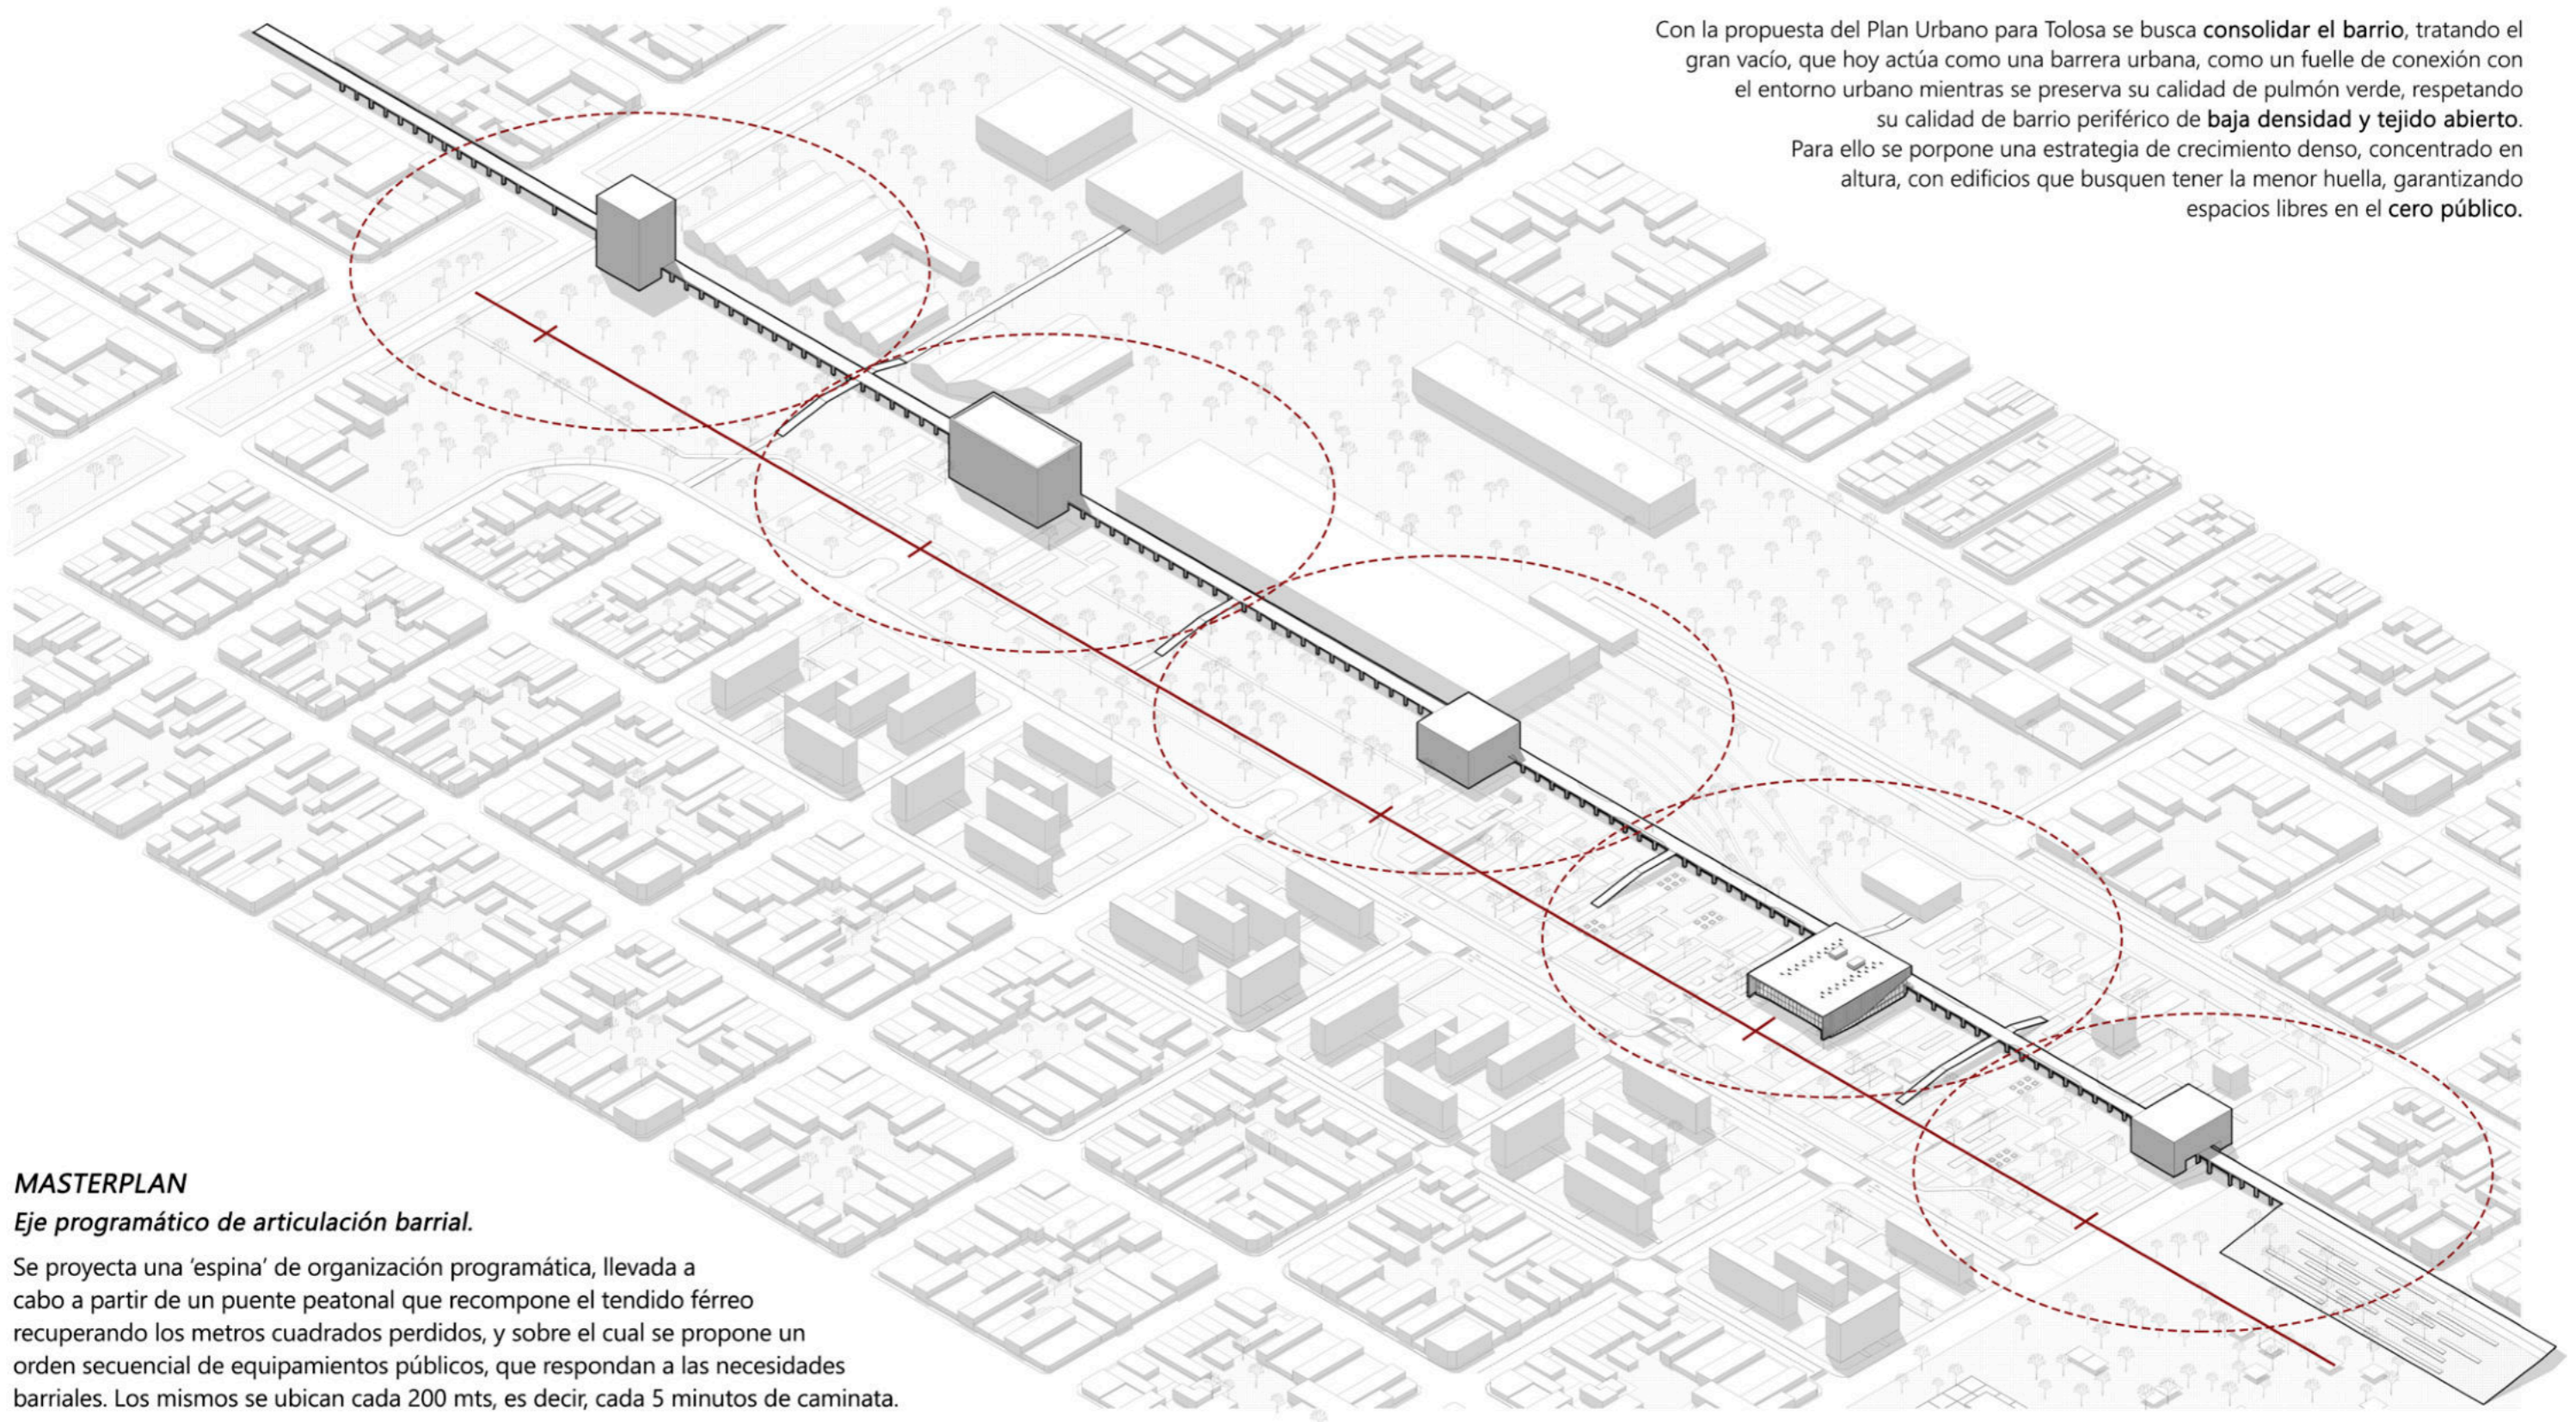 Con la propuesta del Plan Urbano para Tolosa se busca consolidar el barrio, tratando el
gran vacío, que hoy actúa como una barrera urbana, como un fuelle de conexión con
el entorno urbano mientras se preserva su calidad de pulmón verde, respetando
su calidad de barrio periférico de baja densidad y tejido abierto.
Para ello se porpone una estrategia de crecimiento denso, concentrado en
altura, con edificios que busquen tener la menor huella, garantizando
espacios libres en el cero público.
MASTERPLAN
Eje programático de articulación barrial.
Se proyecta una 'espina' de organización programática, llevada a
cabo a partir de un puente peatonal que recompone el tendido férreo
recuperando los metros cuadrados perdidos, y sobre el cual se propone un
orden secuencial de equipamientos públicos, que respondan a las necesidades
barriales. Los mismos se ubican cada 200 mts, es decir, cada 5 minutos de caminata.